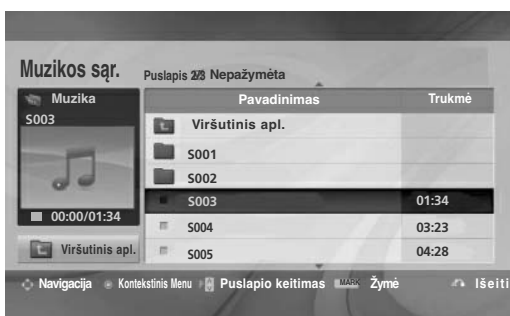 Muzikos sąr. Puslapis 2/3 Nepažymėta
Muzika
S003
00:00/01:34
Viršutinis apl.
Pavadinimas Trukmė
Viršutinis apl.
S001
S002
S003 01:34
S004 03:23
S005 04:28
Navigacija Kontekstinis Menu P Puslapio keitimas MARK Žymė Išeiti